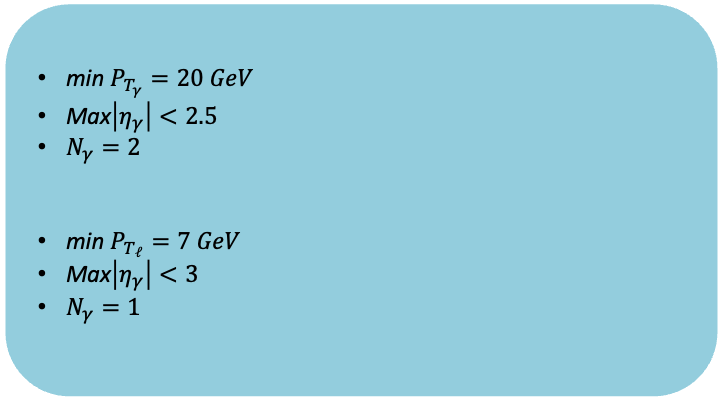 • min P_{T_γ} = 20 GeV
• Max|η_γ| < 2.5
• N_γ = 2
• min P_{T_ℓ} = 7 GeV
• Max|η_γ| < 3
• N_γ = 1